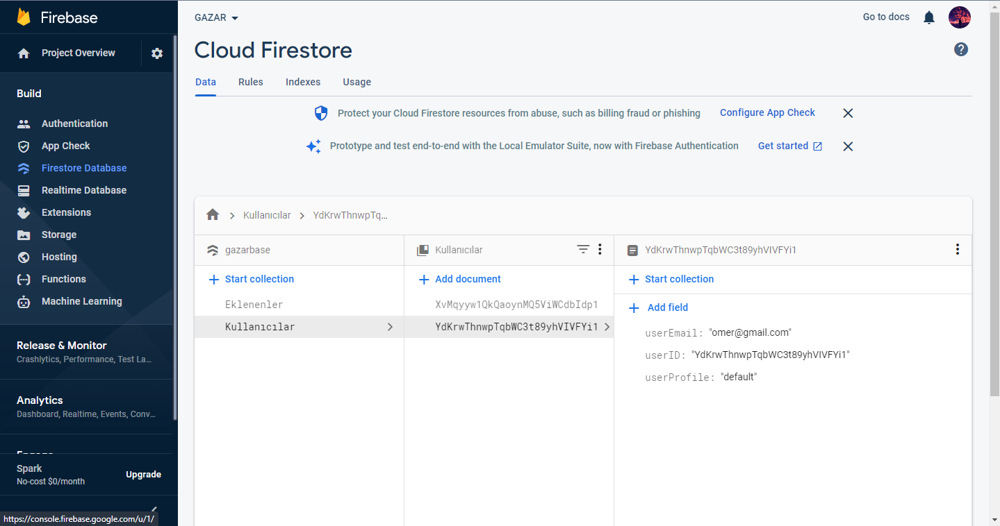 Firebase
GAZAR
Go to docs
Project Overview
Cloud Firestore
Data Rules Indexes Usage
Build
Authentication
App Check
Firestore Database
Realtime Database
Extensions
Storage
Hosting
Functions
Machine Learning
Release & Monitor
Crashlytics, Performance, Test La...
Analytics
Dashboard, Realtime, Events, Conv...
Engage
Spark
No-cost $0/month
Upgrade
https://console.firebase.google.com/u/1/
Protect your Cloud Firestore resources from abuse, such as billing fraud or phishing Configure App Check
Prototype and test end-to-end with the Local Emulator Suite, now with Firebase Authentication Get started
Kullanıcılar YdKrwThnwpTq...
gazarbase
Start collection
Eklenenler
Kullanıcılar
Kullanıcılar
Add document
XvMqyyw1QkQaoynMQ5ViWCdbIdp1
YdKrwThnwpTqbWC3t89yhVIVFYi1
YdKrwThnwpTqbWC3t89yhVIVFYi1
Start collection
Add field
userEmail: "omer@gmail.com"
userID: "YdKrwThnwpTqbWC3t89yhVIVFYi1"
userProfile: "default"